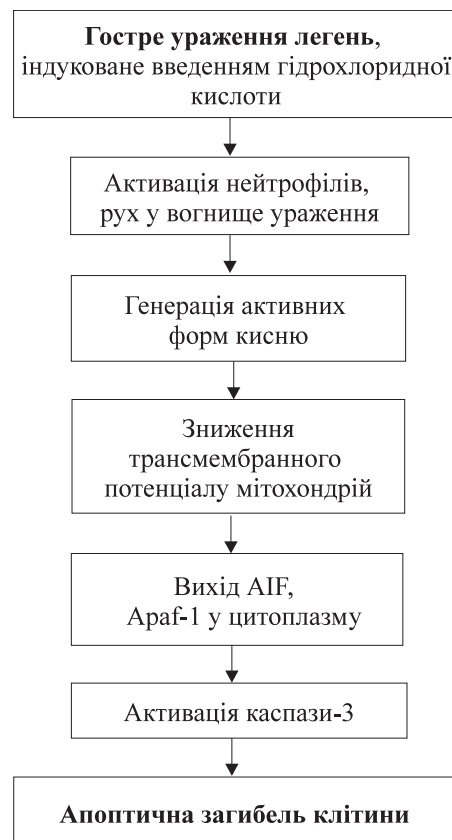 Гостре ураження легень,
індуковане введенням гідрохлоридної
кислоти
Активація нейтрофілів,
рух у вогнище ураження
Генерація активних
форм кисню
Зниження
трансмембранного
потенціалу мітохондрій
Вихід AIF,
Apaf-1 у цитоплазму
Активація каспази-3
Апоптична загибель клітини